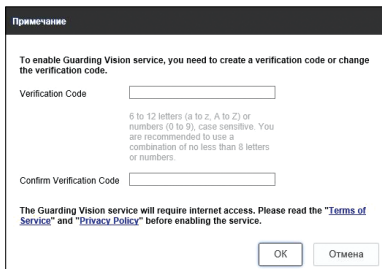 Примечание
To enable Guarding Vision service, you need to create a verification code or change
the verification code.
Verification Code
6 to 12 letters (a to z, A to Z) or
numbers (0 to 9), case sensitive. You
are recommended to use a
combination of no less than 8 letters
or numbers.
Confirm Verification Code
The Guarding Vision service will require internet access. Please read the "Terms of
Service" and "Privacy Policy" before enabling the service.
ОК Отмена